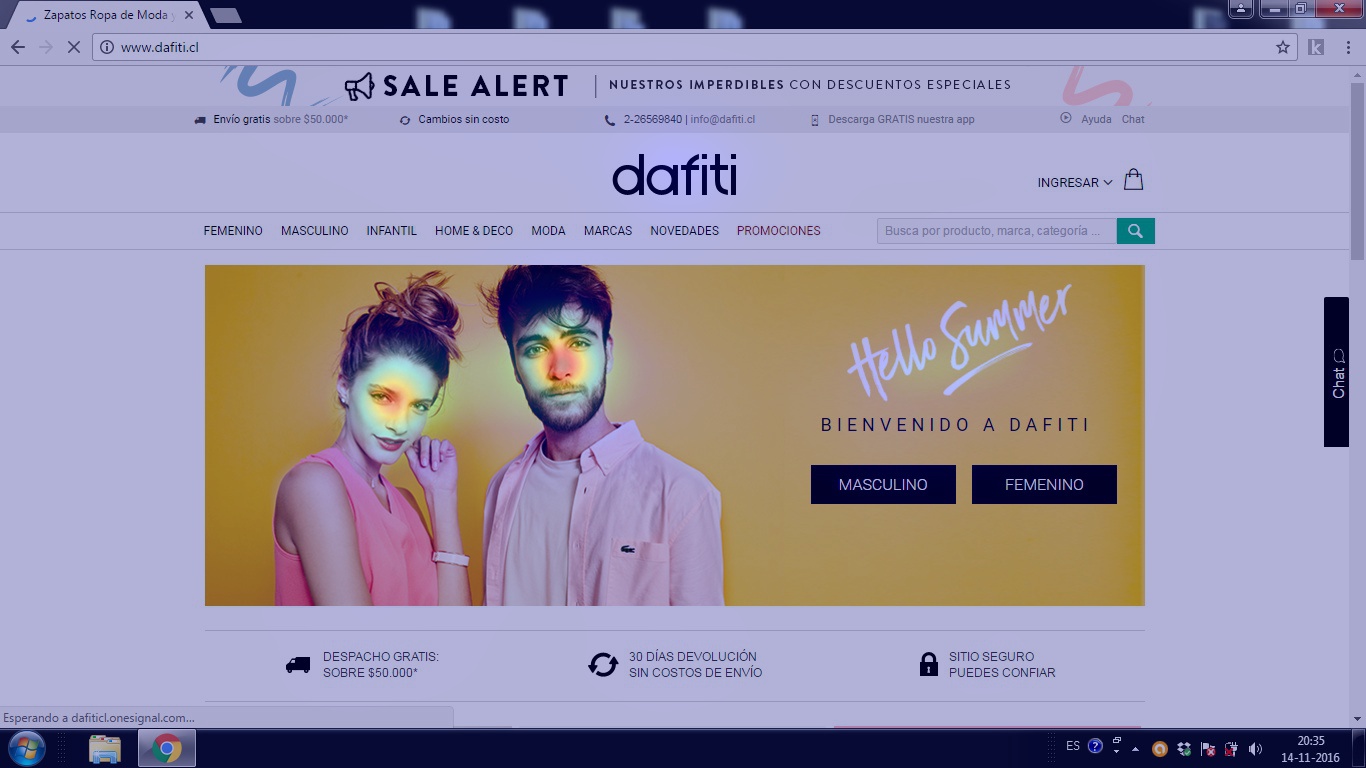 Zapatos Ropa de Moda y
www.dafiti.cl
SALE ALERT | NUESTROS IMPERDIBLES CON DESCUENTOS ESPECIALES
Envío gratis sobre $50.000* Cambios sin costo 2-26569840 | info@dafiti.cl Descarga GRATIS nuestra app Ayuda Chat
dafiti
INGRESAR
FEMENINO MASCULINO INFANTIL HOME & DECO MODA MARCAS NOVEDADES PROMOCIONES Busca por producto, marca, categoría ...
Hello Summer
BIENVENIDO A DAFITI
MASCULINO FEMENINO
Chat
DESPACHO GRATIS:
SOBRE $50.000*
30 DÍAS DEVOLUCIÓN
SIN COSTOS DE ENVÍO
SITIO SEGURO
PUEDES CONFIAR
Esperando a dafiticl.onesignal.com...
ES
20:35
14-11-2016